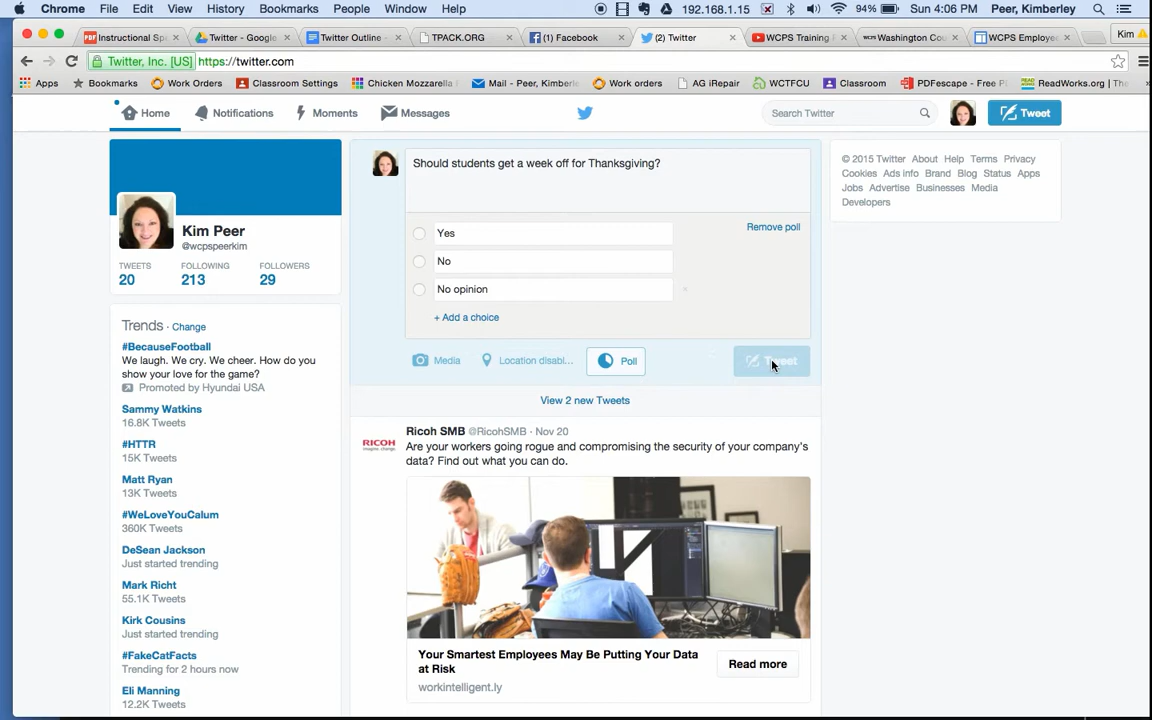 Chrome File Edit View History Bookmarks People Window Help 192.168.1.15 94% Sun 4:06 PM Peer, Kimberley
Instructional Sp Twitter - Google Twitter Outline - TPACK.ORG (1) Facebook (2) Twitter WCPS Training Washington Cou WCPS Employee Kim
Twitter, Inc. [US] https://twitter.com
Apps Bookmarks Work Orders Classroom Settings Chicken Mozzarella Mail - Peer, Kimberle Work orders AG iRepair WCTFCU Classroom PDFescape - Free P ReadWorks.org | The
Home Notifications Moments Messages Search Twitter Tweet
Should students get a week off for Thanksgiving?
Yes
Remove poll
No
No opinion ×
+ Add a choice
Media Location disabl... Poll Tweet
View 2 new Tweets
Kim Peer
@wcpspeerkim
TWEETS FOLLOWING FOLLOWERS
20 213 29
Trends · Change
#BecauseFootball
We laugh. We cry. We cheer. How do you
show your love for the game?
Promoted by Hyundai USA
Sammy Watkins
16.8K Tweets
#HTTR
15K Tweets
Matt Ryan
13K Tweets
#WeLoveYouCalum
360K Tweets
DeSean Jackson
Just started trending
Mark Richt
55.1K Tweets
Kirk Cousins
Just started trending
#FakeCatFacts
Trending for 2 hours now
Eli Manning
12.2K Tweets
RICOH
imagine. change.
Ricoh SMB @RicohSMB · Nov 20
Are your workers going rogue and compromising the security of your company's
data? Find out what you can do.
Your Smartest Employees May Be Putting Your Data
at Risk
workintelligent.ly
Read more
© 2015 Twitter About Help Terms Privacy
Cookies Ads info Brand Blog Status Apps
Jobs Advertise Businesses Media
Developers